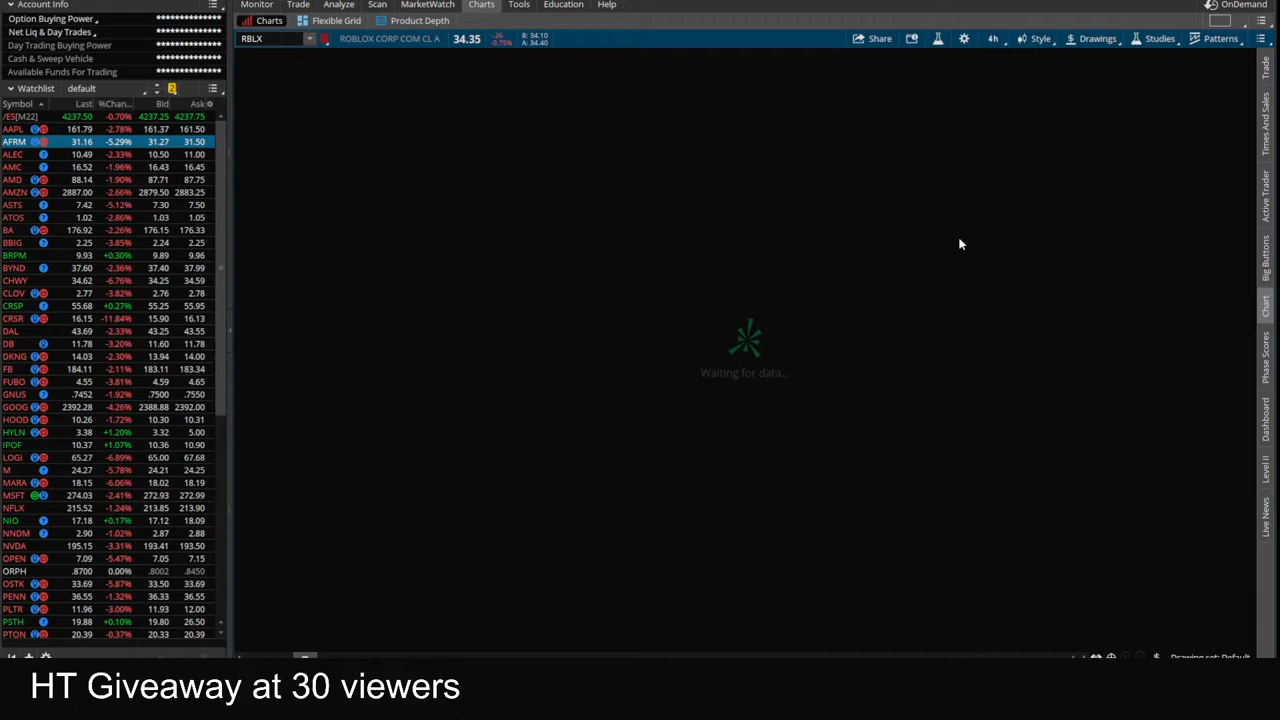 Account Info
Option Buying Power **************
Net Liq & Day Trades **************
Day Trading Buying Power **************
Cash & Sweep Vehicle **************
Available Funds For Trading **************
Watchlist default 2
Symbol Last %Chan... Bid Ask
/ES[M22] 4237.50 -0.70% 4237.25 4237.75
AAPL 161.79 -2.78% 161.37 161.50
AFRM 31.16 -5.29% 31.27 31.50
ALEC 10.49 -2.33% 10.50 11.00
AMC 16.52 -1.96% 16.43 16.45
AMD 88.14 -1.90% 87.71 87.75
AMZN 2887.00 -2.66% 2879.50 2883.25
ASTS 7.42 -5.12% 7.30 7.50
ATOS 1.02 -2.86% 1.03 1.05
BA 176.92 -2.26% 176.15 176.33
BBIG 2.25 -3.85% 2.24 2.25
BRPM 9.93 +0.30% 9.89 9.96
BYND 37.60 -2.36% 37.40 37.99
CHWY 34.62 -6.76% 34.25 34.59
CLOV 2.77 -3.82% 2.76 2.78
CRSP 55.68 +0.27% 55.25 55.95
CRSR 16.15 -11.84% 15.90 16.13
DAL 43.69 -2.33% 43.25 43.55
DB 11.78 -3.20% 11.60 11.78
DKNG 14.03 -2.30% 13.94 14.00
FB 184.11 -2.11% 183.11 183.34
FUBO 4.55 -3.81% 4.59 4.65
GNUS .7452 -1.92% .7500 .7550
GOOG 2392.28 -4.26% 2388.88 2392.00
HOOD 10.26 -1.72% 10.30 10.31
HYLN 3.38 +1.20% 3.32 5.00
IPOF 10.37 +1.07% 10.36 10.90
LOGI 65.27 -6.89% 65.00 67.68
M 24.27 -5.78% 24.21 24.25
MARA 18.15 -6.06% 18.02 18.19
MSFT 274.03 -2.41% 272.93 272.99
NFLX 215.52 -1.24% 213.85 213.90
NIO 17.18 +0.17% 17.12 18.09
NNDM 2.90 -1.02% 2.87 2.88
NVDA 195.15 -3.31% 193.41 193.50
OPEN 7.09 -5.47% 7.05 7.15
ORPH .8700 0.00% .8002 .8450
OSTK 33.69 -5.87% 33.50 33.69
PENN 36.55 -1.32% 36.33 36.55
PLTR 11.96 -3.00% 11.93 12.00
PSTH 19.88 +0.10% 19.80 26.50
PTON 20.39 -0.37% 20.33 20.39
Monitor Trade Analyze Scan MarketWatch Charts Tools Education Help OnDemand
Charts Flexible Grid Product Depth
RBLX ROBLOX CORP COM CL A 34.35 -.26 -0.75% B: 34.10 A: 34.40 Share 4h Style Drawings Studies Patterns
Waiting for data...
Trade
Times And Sales
Active Trader
Big Buttons
Chart
Phase Scores
Dashboard
Level II
Live News
Drawing set: Default
HT Giveaway at 30 viewers